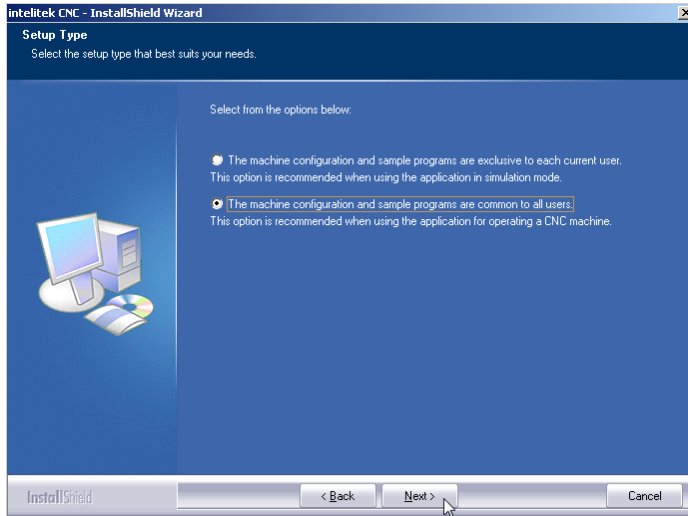 intelitek CNC - InstallShield Wizard
Setup Type
Select the setup type that best suits your needs.
Select from the options below:
The machine configuration and sample programs are exclusive to each current user.
This option is recommended when using the application in simulation mode.
The machine configuration and sample programs are common to all users.
This option is recommended when using the application for operating a CNC machine.
InstallShield
< Back
Next >
Cancel